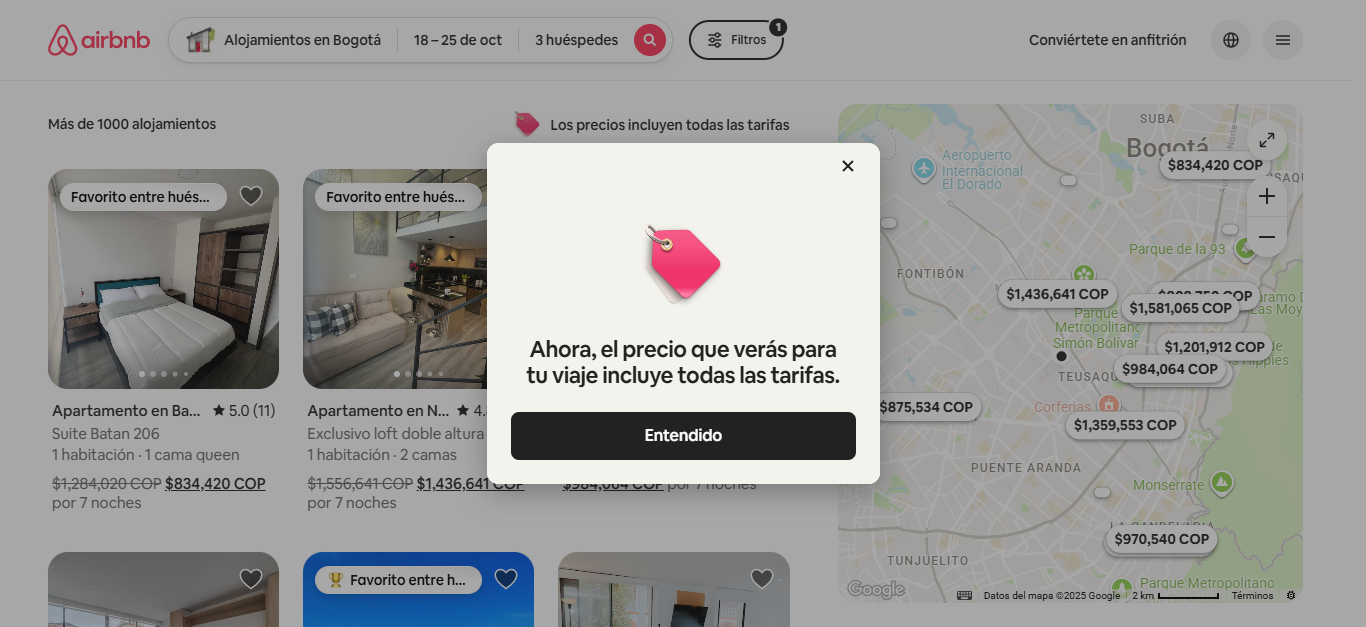 airbnb
Alojamientos en Bogotá
18 – 25 de oct
3 huéspedes
Filtros
1
Conviértete en anfitrión
Más de 1000 alojamientos
Los precios incluyen todas las tarifas
Favorito entre hués...
Favorito entre hués...
Ahora, el precio que verás para
tu viaje incluye todas las tarifas.
Entendido
Apartamento en Ba...
5.0 (11)
Suite Batan 206
1 habitación · 1 cama queen
$1,284,020 COP $834,420 COP
por 7 noches
Apartamento en N...
4.
Exclusivo loft doble altura
1 habitación · 2 camas
$1,556,641 COP $1,436,641 COP
por 7 noches
$984,064 COP por 7 noches
Favorito entre h...
SUBA
Bogotá
$834,420 COP
Aeropuerto
Internacional
El Dorado
Parque de la 93
FONTIBÓN
$1,436,641 COP
$1,581,065 COP
Parque
Metropolitano
Simón Bolívar
$1,201,912 COP
$984,064 COP
TEUSAQU
$875,534 COP
Corferias
$1,359,553 COP
PUENTE ARANDA
Monserrate
LA CANDELARIA
$970,540 COP
TUNJUELITO
Parque Metropolitano
Google
Datos del mapa ©2025 Google
2 km
Términos